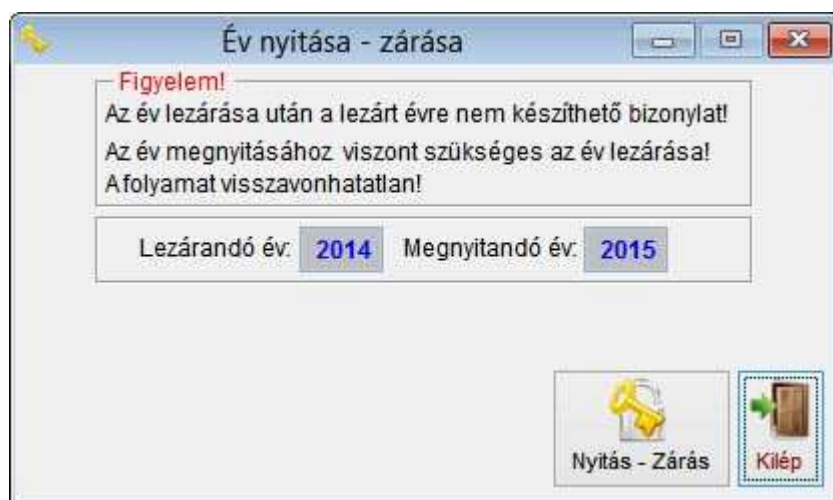 Év nyitása - zárása
Figyelem!
Az év lezárása után a lezárt évre nem készíthető bizonylat!
Az év megnyitásához viszont szükséges az év lezárása!
A folyamat visszavonhatatlan!
Lezárandó év: 2014 Megnyitandó év: 2015
Nyitás - Zárás Kilép